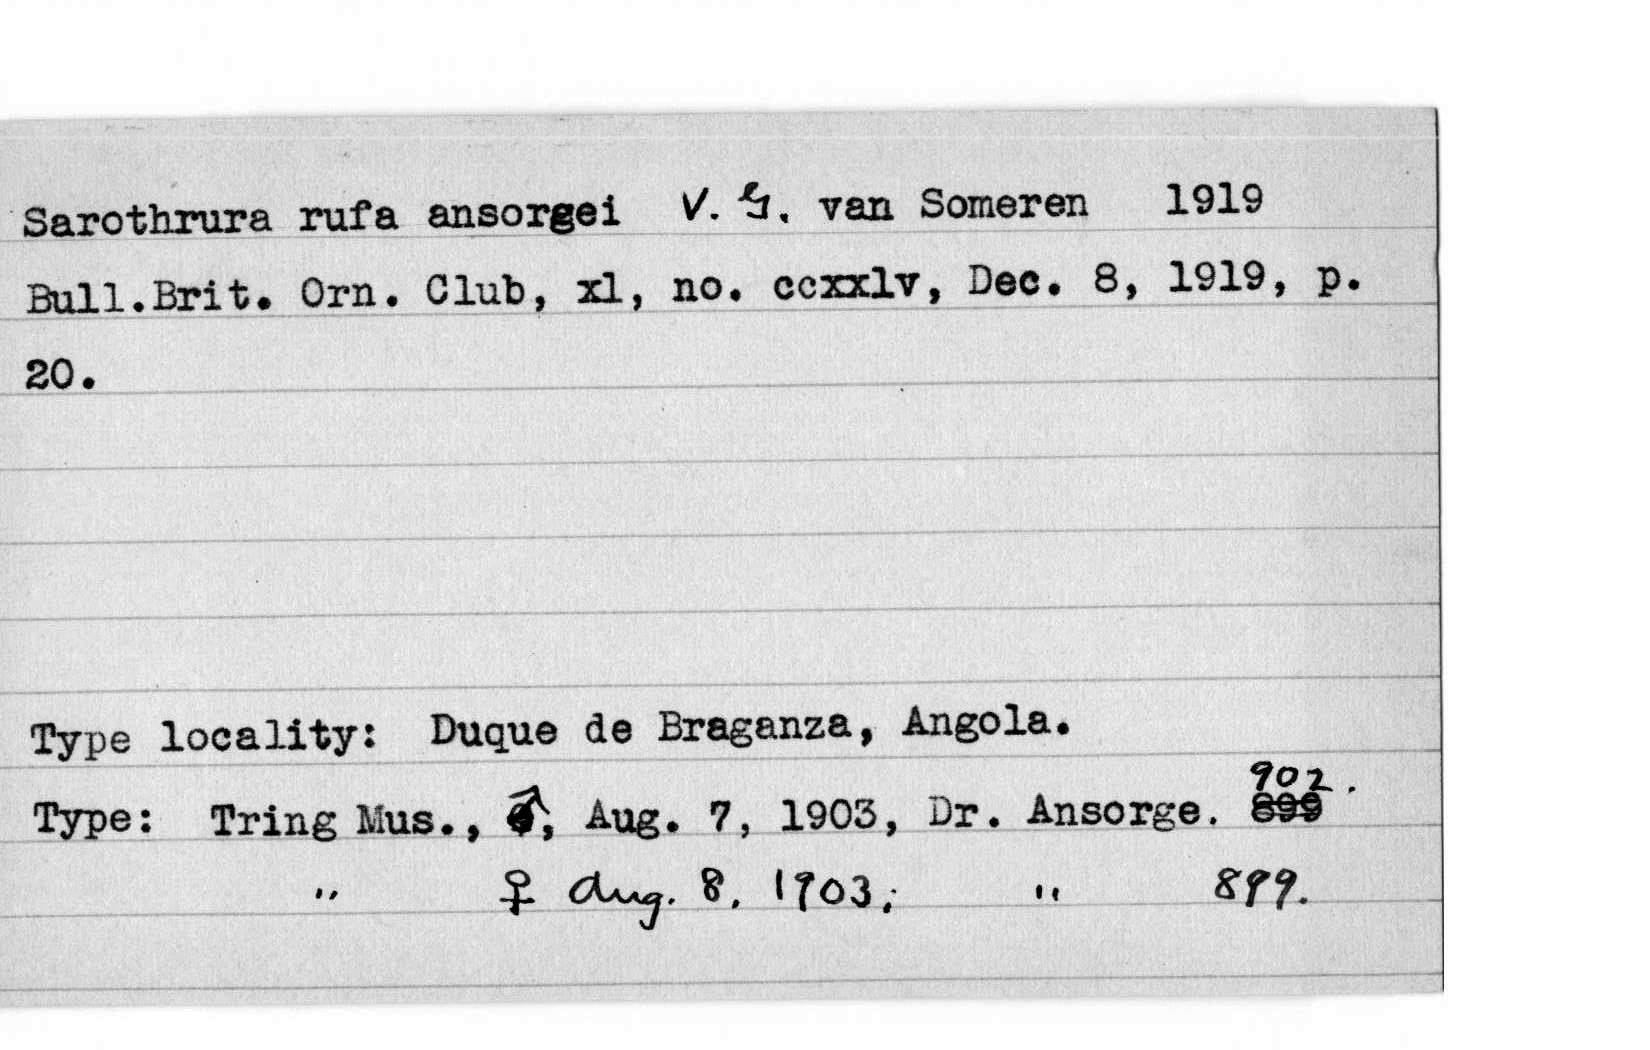 Sarothrura rufa ansorgei V. G. van Someren 1919
Bull.Brit. Orn. Club, xl, no. ccxxlv, Dec. 8, 1919, p.
20.
Type locality: Duque de Braganza, Angola.
902.
Type: Tring Mus., ♂, Aug. 7, 1903, Dr. Ansorge. 899
" ♀ Aug. 8. 1903; " 899.